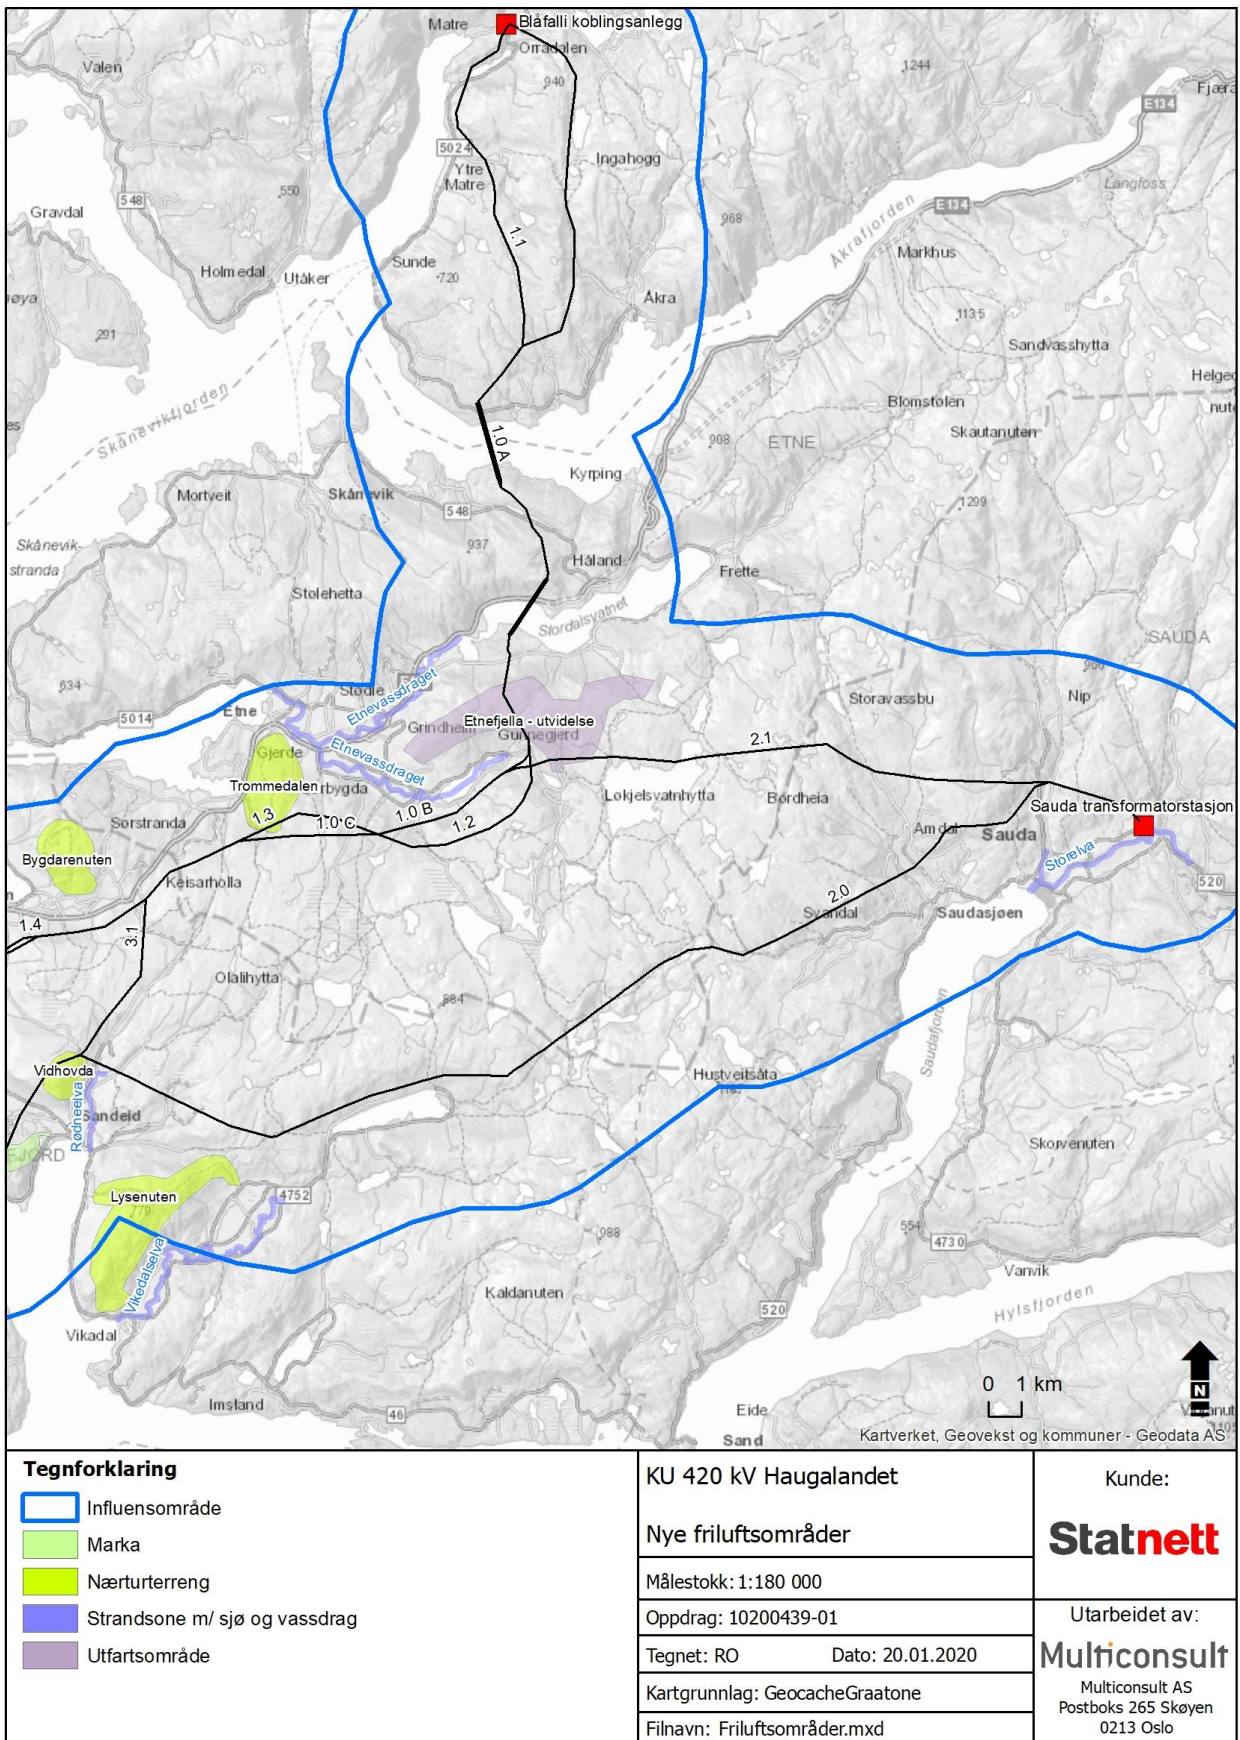 Matre
Blåfalli koblingsanlegg
Orradalen
Valen
940
1244
Fjæra
E134
5024
Ingahogg
Ytre
Matre
Langfoss
548
550
E134
Gravdal
968
1.1
Åkrafjorden
Markhus
Sunde
Holmedal
Utåker
720
Åkra
291
1135
Sandvasshytta
Skånevikfjorden
Helge
nut
Blomstølen
Skautanuten
1.0 A
908
ETNE
Kyrping
Mortveit
Skånevik
548
1299
Skånevik-
stranda
937
Håland
Frette
Stølehetta
Stordalsvatnet
SAUDA
634
Stødle
Etnevassdraget
Nip
Storavassbu
5014
Etne
Grindheim
Etnefjella - utvidelse
Gunnegjerd
Gjerde
Etnevassdraget
2.1
Trommedalen
rbygda
Løkjelsvatnhytta
Bordheia
Sauda transformatorstasjon
Sørstranda
1.3
1.0 C
1.0 B
1.2
Amdal
Sauda
Storelva
Bygdarenuten
Keisarholla
520
2.0
Svandal
Saudasjøen
1.4
3.1
Olalihytta
884
Saudafjorden
Vidhovda
Hustveitsåta
Rødneelva
Sandeid
FJORD
Skorvenuten
Lysenuten
779
4752
988
554
4730
Vikedalselva
Vanvik
Kaldanuten
Hylsfjorden
520
Vikadal
0 1 km
N
Imsland
46
Eide
Sand
Kartverket, Geovekst og kommuner - Geodata AS
Tegnforklaring
Influensområde
Marka
Nærturterreng
Strandsone m/ sjø og vassdrag
Utfartsområde
KU 420 kV Haugalandet
Nye friluftsområder
Målestokk: 1:180 000
Oppdrag: 10200439-01
Tegnet: RO Dato: 20.01.2020
Kartgrunnlag: GeocacheGraatone
Filnavn: Friluftsområder.mxd
Kunde:
Statnett
Utarbeidet av:
Multiconsult
Multiconsult AS
Postboks 265 Skøyen
0213 Oslo